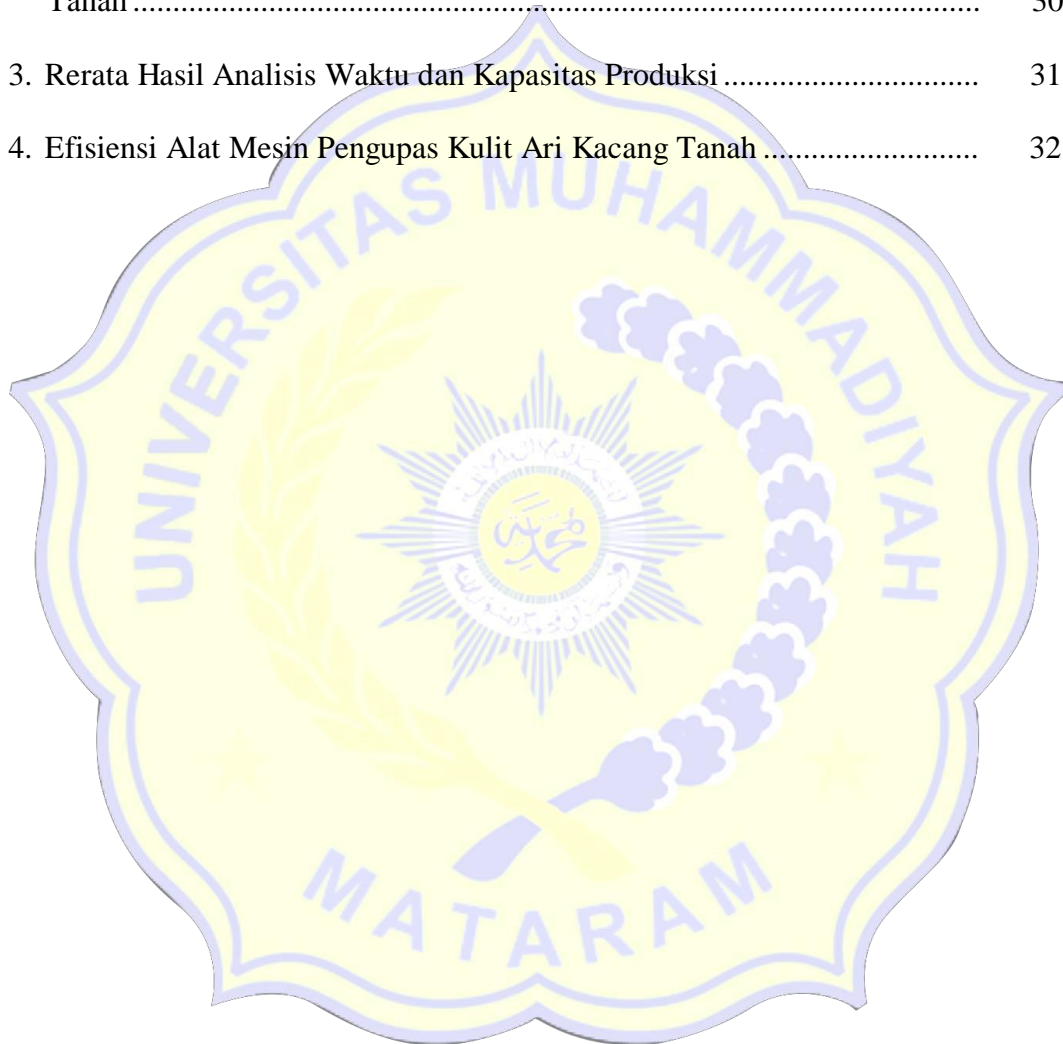 Tanah ........................................................................................................ 30
3. Rerata Hasil Analisis Waktu dan Kapasitas Produksi ................................ 31
4. Efisiensi Alat Mesin Pengupas Kulit Ari Kacang Tanah ........................... 32
UNIVERSITAS MUHAMMADIYAH
MATARAM